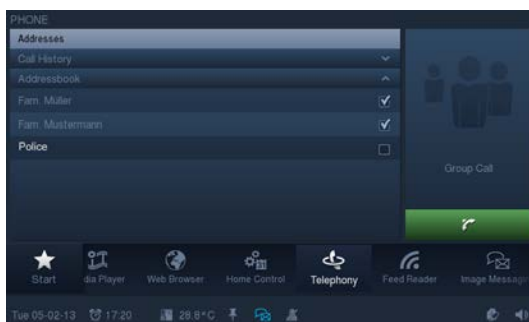 PHONE
Addresses
Call History
Addressbook
Fam. Müller
Fam. Mustermann
Police
Group Call
Start
dia Player
Web Browser
Home Control
Telephony
Feed Reader
Image Messag
Tue 05-02-13 17:20 28.8°C